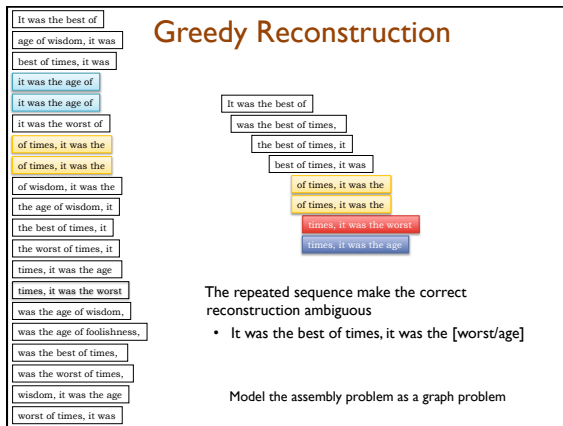 Greedy Reconstruction
It was the best of
age of wisdom, it was
best of times, it was
it was the age of
it was the age of
it was the worst of
of times, it was the
of times, it was the
of wisdom, it was the
the age of wisdom, it
the best of times, it
the worst of times, it
times, it was the age
times, it was the worst
was the age of wisdom,
was the age of foolishness,
was the best of times,
was the worst of times,
wisdom, it was the age
worst of times, it was
It was the best of
was the best of times,
the best of times, it
best of times, it was
of times, it was the
of times, it was the
times, it was the worst
times, it was the age
The repeated sequence make the correct
reconstruction ambiguous
• It was the best of times, it was the [worst/age]
Model the assembly problem as a graph problem